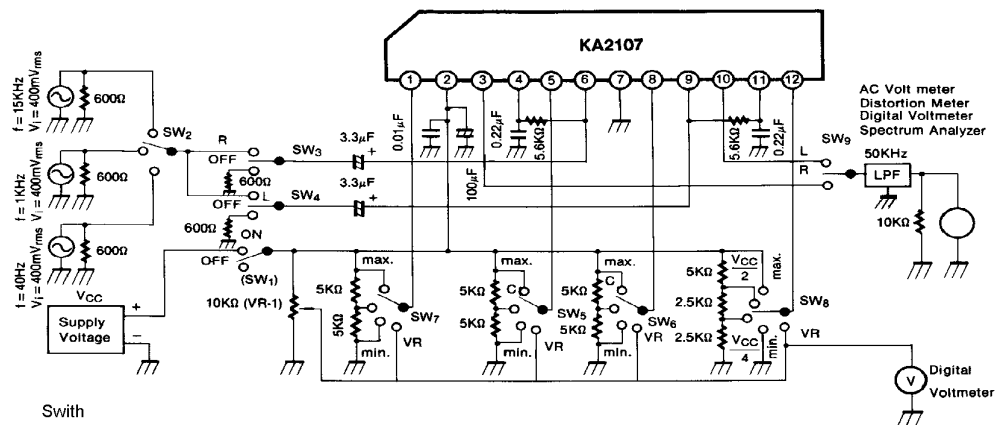 KA2107
1 2 3 4 5 6 7 8 9 10 11 12
AC Volt meter
Distortion Meter
Digital Voltmeter
Spectrum Analyzer
f = 15KHz
Vi = 400mVrms
600Ω
f = 1KHz
Vi = 400mVrms
600Ω
f = 40Hz
Vi = 400mVrms
600Ω
SW2
R
OFF
SW3
600Ω
L
OFF
SW4
600Ω
ON
OFF
(SW1)
3.3μF
+
3.3μF
+
0.01μF
100μF
0.22μF
5.6KΩ
5.6KΩ
0.22μF
L
R
SW9
50KHz
LPF
10KΩ
VCC
+
−
Supply
Voltage
10KΩ (VR-1)
max.
5KΩ
5KΩ
SW7
min.
VR
max.
5KΩ
C
5KΩ
SW5
min.
VR
max.
5KΩ
C
5KΩ
SW6
min.
VR
5KΩ
VCC
2
max.
2.5KΩ
SW8
2.5KΩ
VCC
4
min.
VR
V
Digital
Voltmeter
Swith